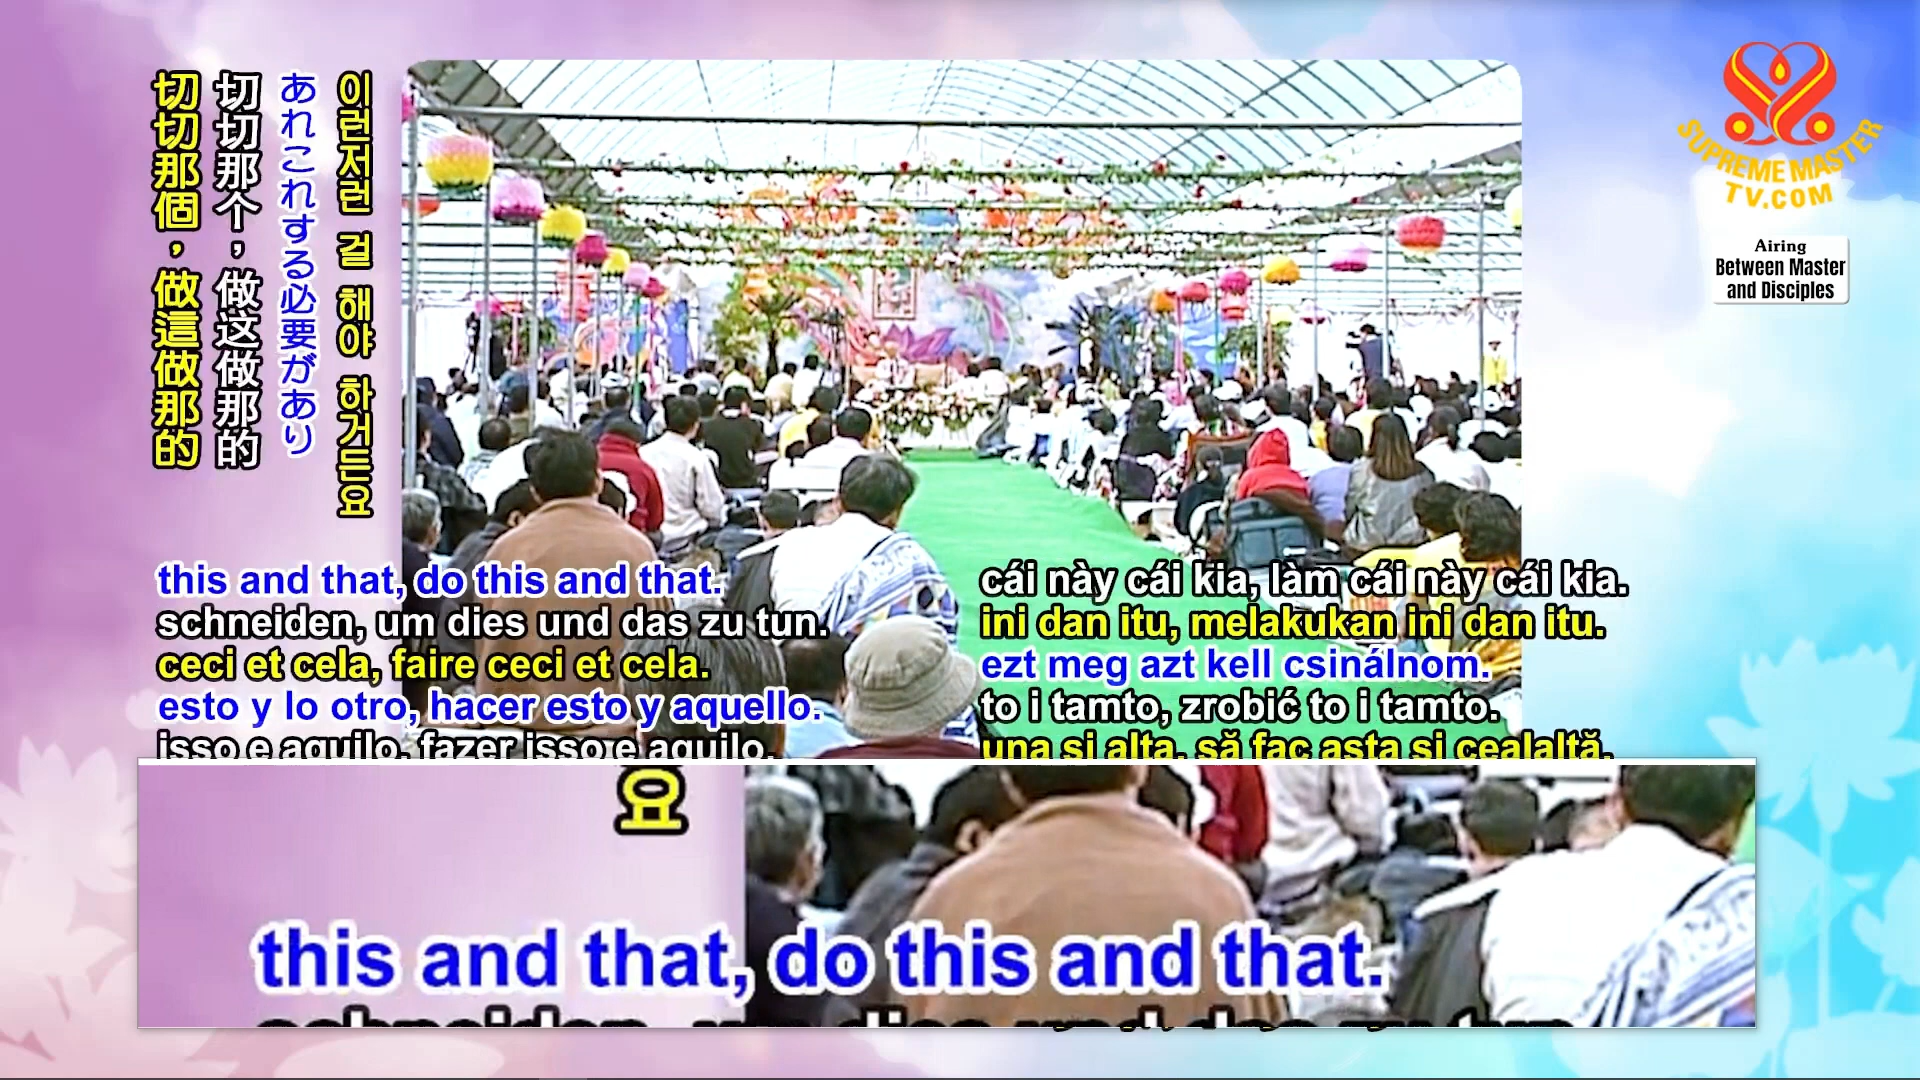 切切那個，做這做那的
切切那个，做这做那的
あれこれする必要があり
이런저런 걸 해야 하거든요
SUPREME MASTER
TV.COM
Airing
Between Master
and Disciples
this and that, do this and that.
schneiden, um dies und das zu tun.
ceci et cela, faire ceci et cela.
esto y lo otro, hacer esto y aquello.
isso e aquilo, fazer isso e aquilo.
cái này cái kia, làm cái này cái kia.
ini dan itu, melakukan ini dan itu.
ezt meg azt kell csinálnom.
to i tamto, zrobić to i tamto.
una și alta, să fac asta și cealaltă.
요
this and that, do this and that.